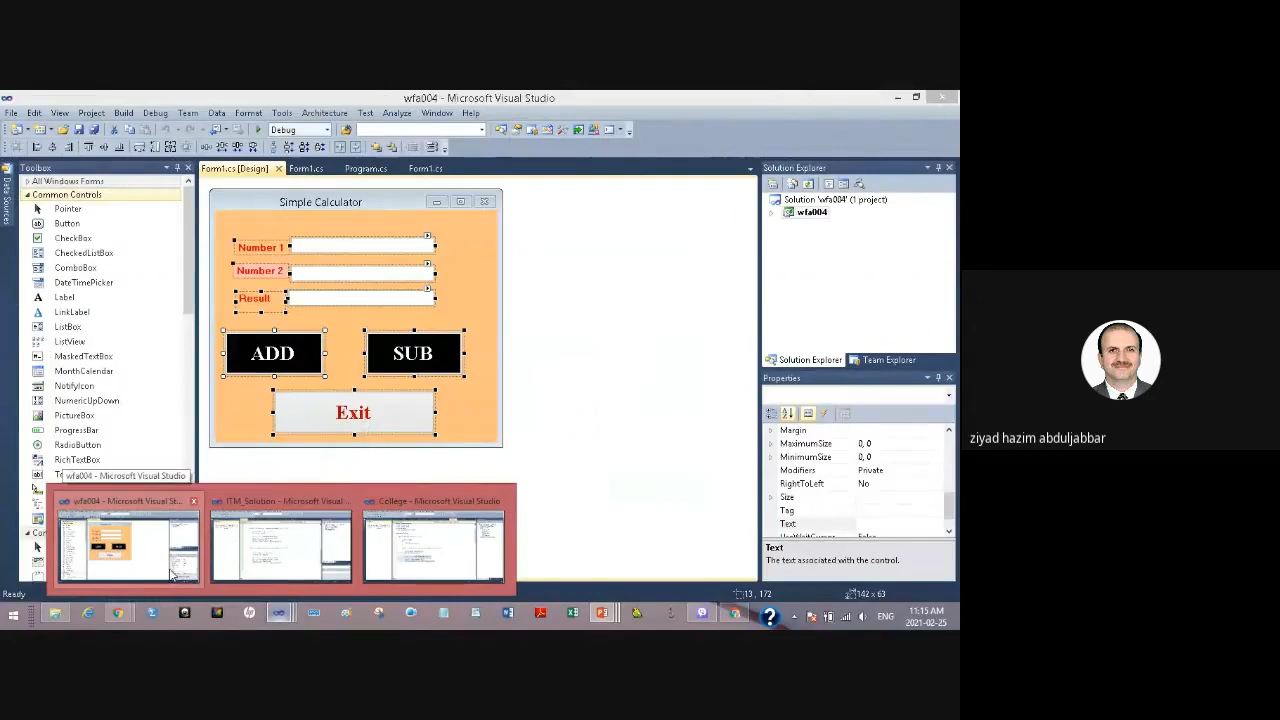 wfa004 - Microsoft Visual Studio
File Edit View Project Build Debug Team Data Format Tools Architecture Test Analyze Window Help
Debug
Toolbox
Form1.cs [Design] Form1.cs Program.cs Form1.cs
Solution Explorer
Data Sources
All Windows Forms
Common Controls
Pointer
Button
CheckBox
CheckedListBox
ComboBox
DateTimePicker
Label
LinkLabel
ListBox
ListView
MaskedTextBox
MonthCalendar
NotifyIcon
NumericUpDown
PictureBox
ProgressBar
RadioButton
RichTextBox
Simple Calculator
Number 1
Number 2
Result
ADD SUB
Exit
Solution 'wfa004' (1 project)
wfa004
Solution Explorer Team Explorer
Properties
Margin
MaximumSize 0, 0
MinimumSize 0, 0
Modifiers Private
RightToLeft No
Size
Tag
Text
Text
The text associated with the control.
wfa004 - Microsoft Visual Studio
wfa004 - Microsoft Visual St...
ITM_Solution - Microsoft Visual ...
College - Microsoft Visual Studio
Ready
13 , 172
142 x 63
ENG
11:15 AM
2021-02-25
ziyad hazim abduljabbar